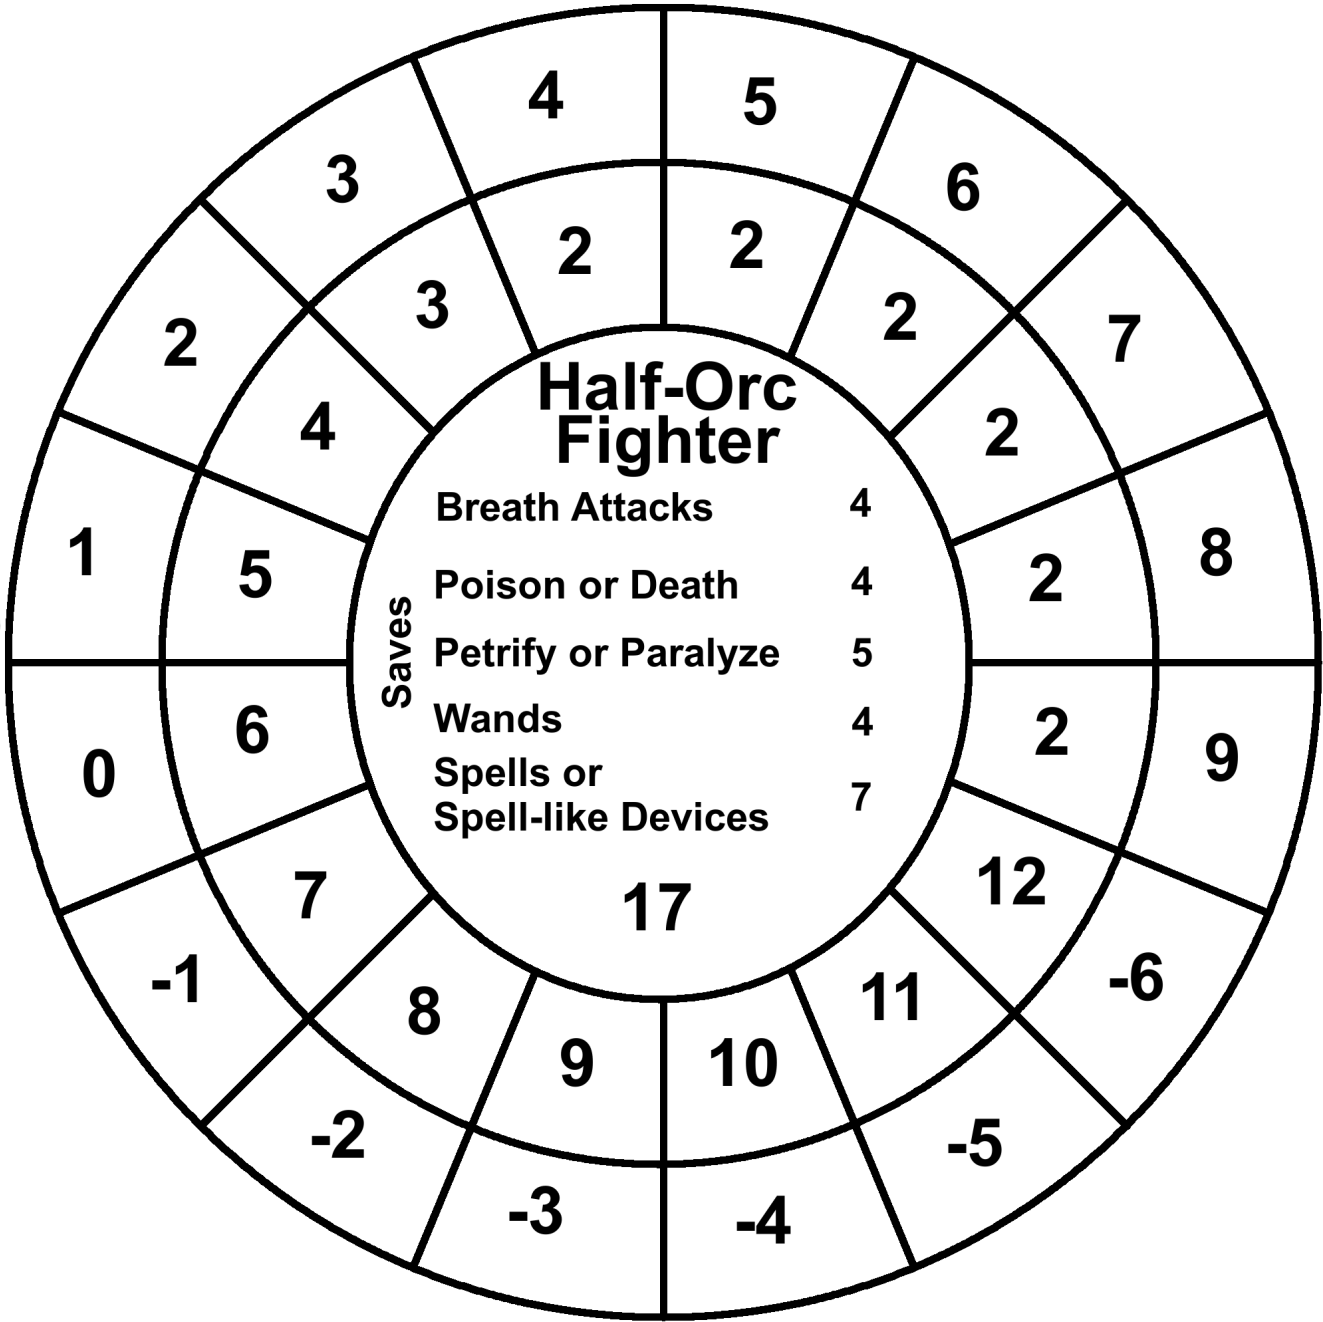 4 5
3 6
2 7
1 8
0 9
-1 -6
-2 -5
-3 -4
2 2
3 2
4 2
5 2
6 2
7 12
8 11
9 10
Half-Orc
Fighter
Saves
Breath Attacks 4
Poison or Death 4
Petrify or Paralyze 5
Wands 4
Spells or
Spell-like Devices 7
17